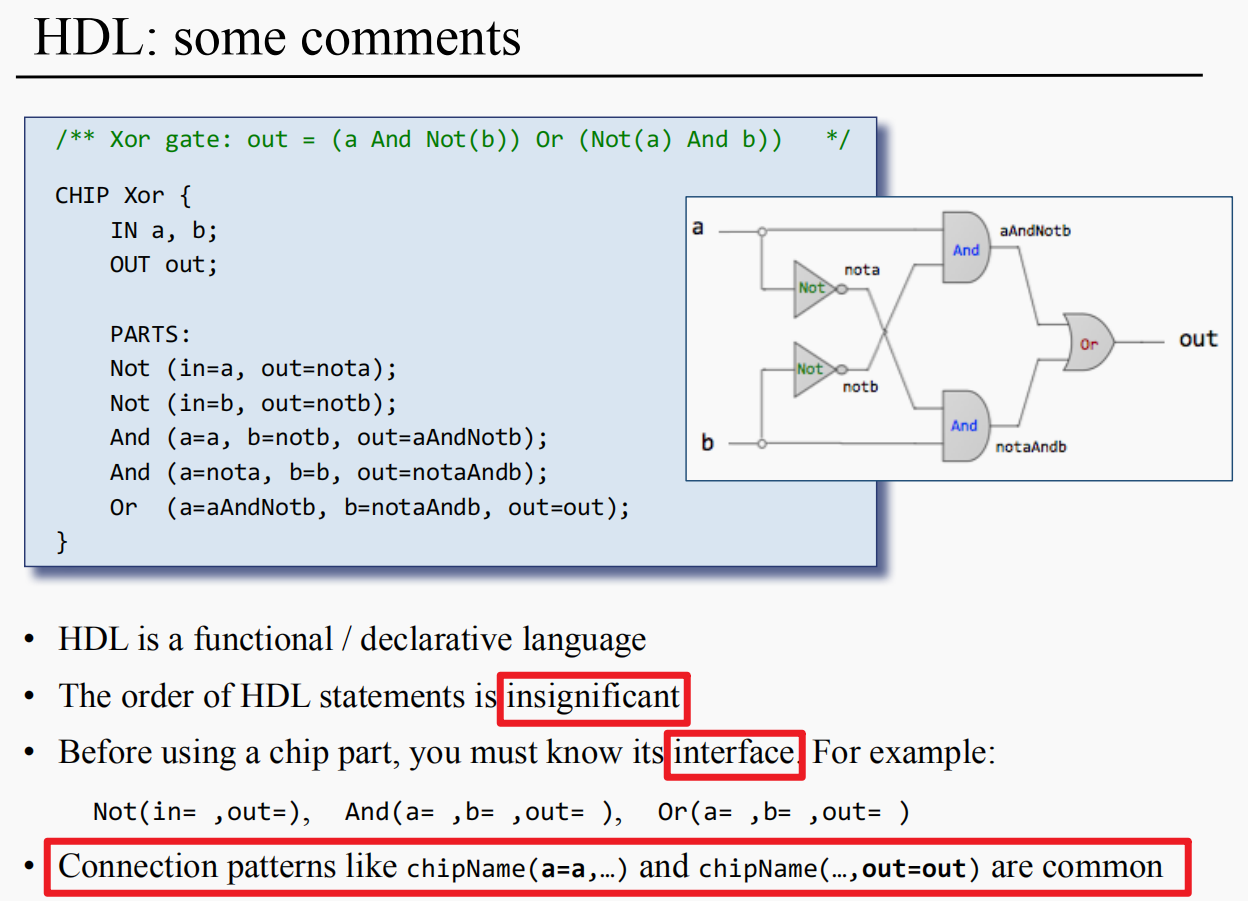 HDL: some comments
/** Xor gate: out = (a And Not(b)) Or (Not(a) And b))   */
CHIP Xor {
    IN a, b;
    OUT out;
    PARTS:
    Not (in=a, out=nota);
    Not (in=b, out=notb);
    And (a=a, b=notb, out=aAndNotb);
    And (a=nota, b=b, out=notaAndb);
    Or  (a=aAndNotb, b=notaAndb, out=out);
}
a
And
aAndNotb
nota
Not
Or
out
Not
notb
And
b
notaAndb
• HDL is a functional / declarative language
• The order of HDL statements is insignificant
• Before using a chip part, you must know its interface. For example:
Not(in= ,out=),   And(a= ,b= ,out= ),   Or(a= ,b= ,out= )
• Connection patterns like chipName(a=a,…) and chipName(…,out=out) are common